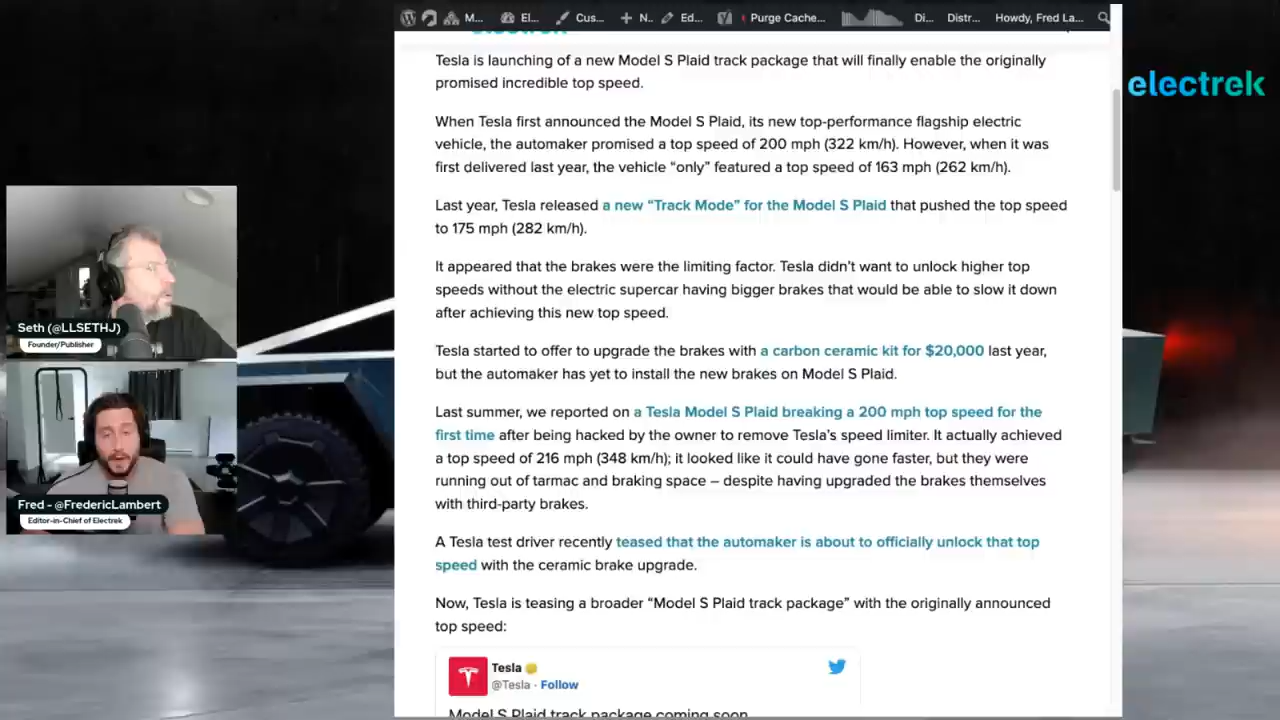 M...
El...
Cus...
N..
Ed...
Purge Cache...
Di...
Distr...
Howdy, Fred La...
electrek
electrek
Tesla is launching of a new Model S Plaid track package that will finally enable the originally
promised incredible top speed.
When Tesla first announced the Model S Plaid, its new top-performance flagship electric
vehicle, the automaker promised a top speed of 200 mph (322 km/h). However, when it was
first delivered last year, the vehicle “only” featured a top speed of 163 mph (262 km/h).
Last year, Tesla released a new “Track Mode” for the Model S Plaid that pushed the top speed
to 175 mph (282 km/h).
It appeared that the brakes were the limiting factor. Tesla didn’t want to unlock higher top
speeds without the electric supercar having bigger brakes that would be able to slow it down
after achieving this new top speed.
Tesla started to offer to upgrade the brakes with a carbon ceramic kit for $20,000 last year,
but the automaker has yet to install the new brakes on Model S Plaid.
Last summer, we reported on a Tesla Model S Plaid breaking a 200 mph top speed for the
first time after being hacked by the owner to remove Tesla’s speed limiter. It actually achieved
a top speed of 216 mph (348 km/h); it looked like it could have gone faster, but they were
running out of tarmac and braking space – despite having upgraded the brakes themselves
with third-party brakes.
A Tesla test driver recently teased that the automaker is about to officially unlock that top
speed with the ceramic brake upgrade.
Now, Tesla is teasing a broader “Model S Plaid track package” with the originally announced
top speed:
Tesla
@Tesla · Follow
Model S Plaid track package coming soon
Seth (@LLSETHJ)
Founder/Publisher
Fred - @FredericLambert
Editor-in-Chief of Electrek